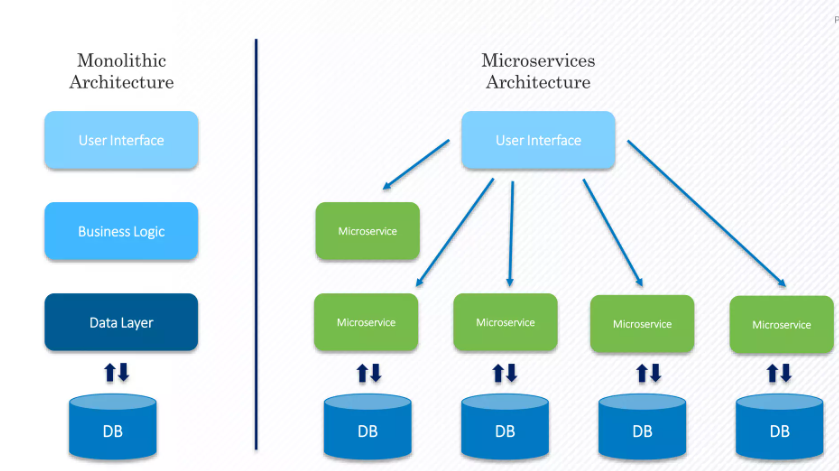 Monolithic
Architecture
User Interface
Business Logic
Data Layer
DB
Microservices
Architecture
User Interface
Microservice
Microservice
Microservice
Microservice
Microservice
DB
DB
DB
DB